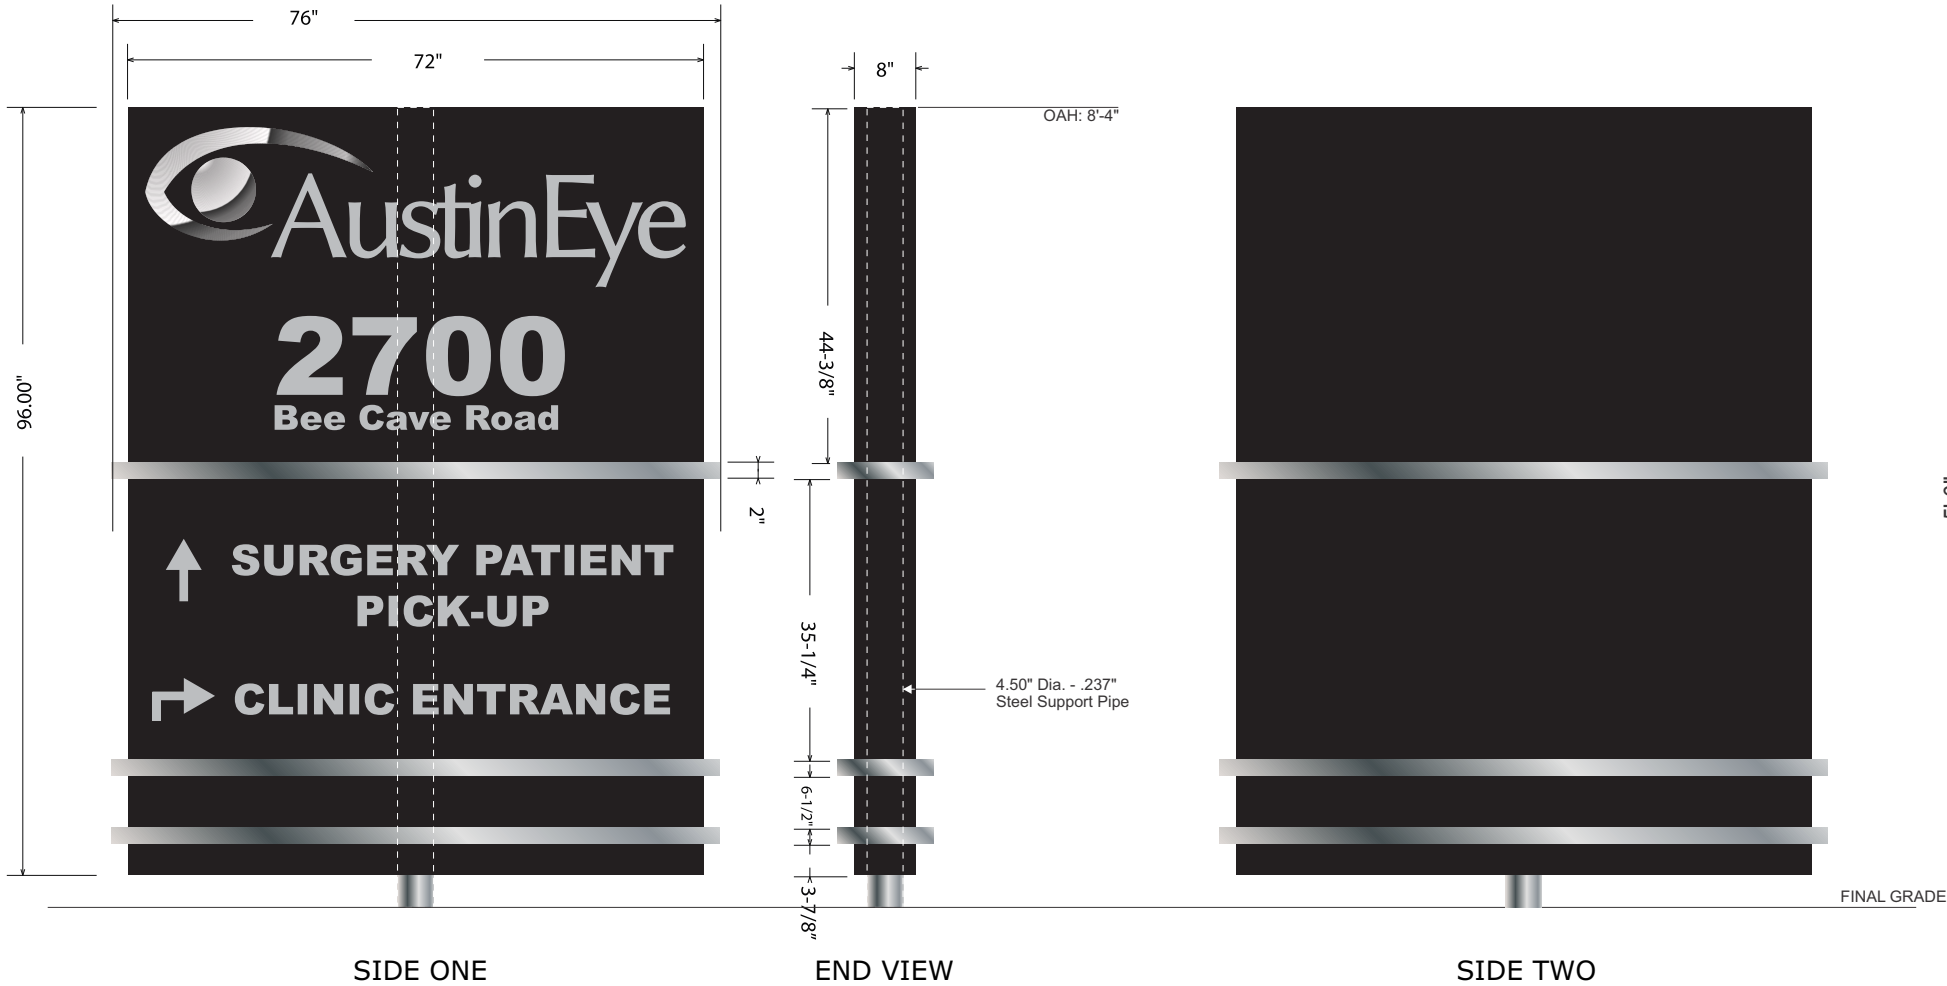 76"
72"
8"
OAH: 8'-4"
AustinEye
2700
Bee Cave Road
96.00"
44-3/8"
2"
SURGERY PATIENT
PICK-UP
CLINIC ENTRANCE
35-1/4"
4.50" Dia. - .237"
Steel Support Pipe
6-1/2"
3-7/8"
FINAL GRADE
SIDE ONE
END VIEW
SIDE TWO